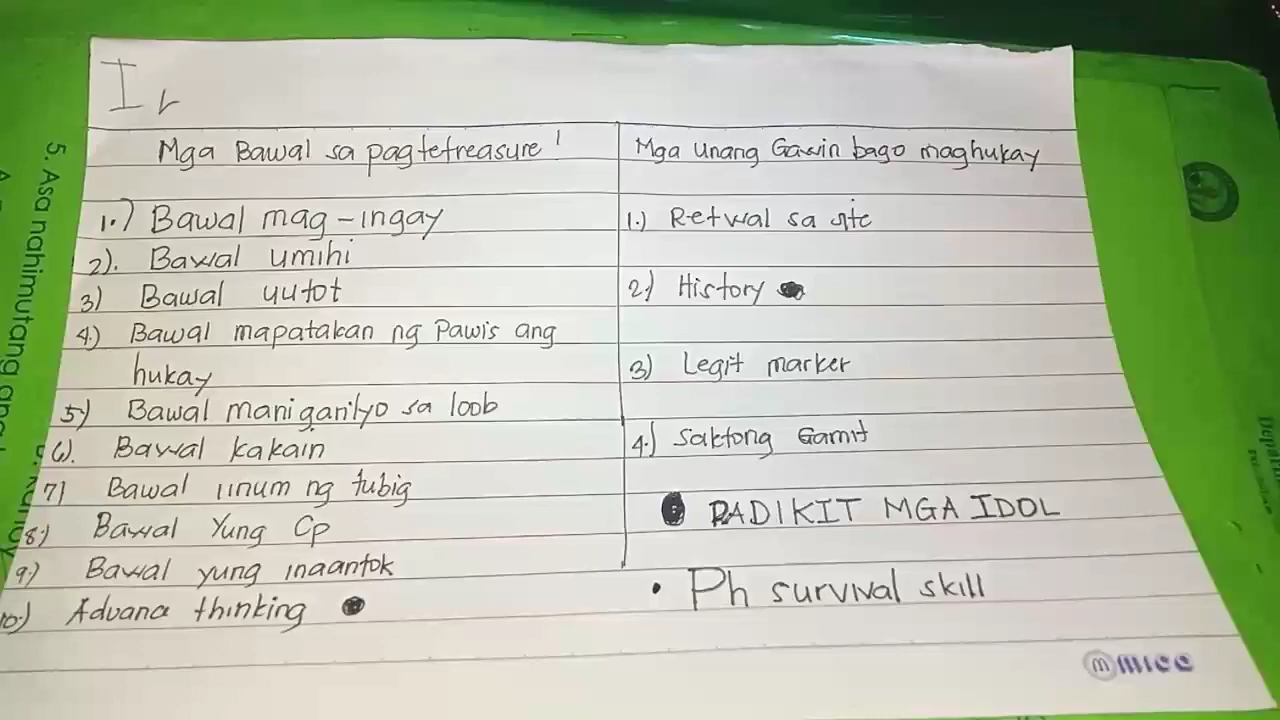 Ir
Mga Bawal sa pagtetreasure !
1.) Bawal mag-ingay
2). Bawal umihi
3) Bawal uutot
4.) Bawal mapatakan ng Pawis ang
hukay
5.) Bawal manigarilyo sa loob
6). Bawal kakain
7) Bawal iinum ng tubig
8.) Bawal Yung Cp
9.) Bawal yung inaantok
10.) Advance thinking
Mga Unang Gawin bago maghukay
1.) Retwal sa site
2.) History
3) Legit marker
4.) Saktong Gamit
PADIKIT MGA IDOL
• Ph survival skill
mico
5. Asa nahimutang ang